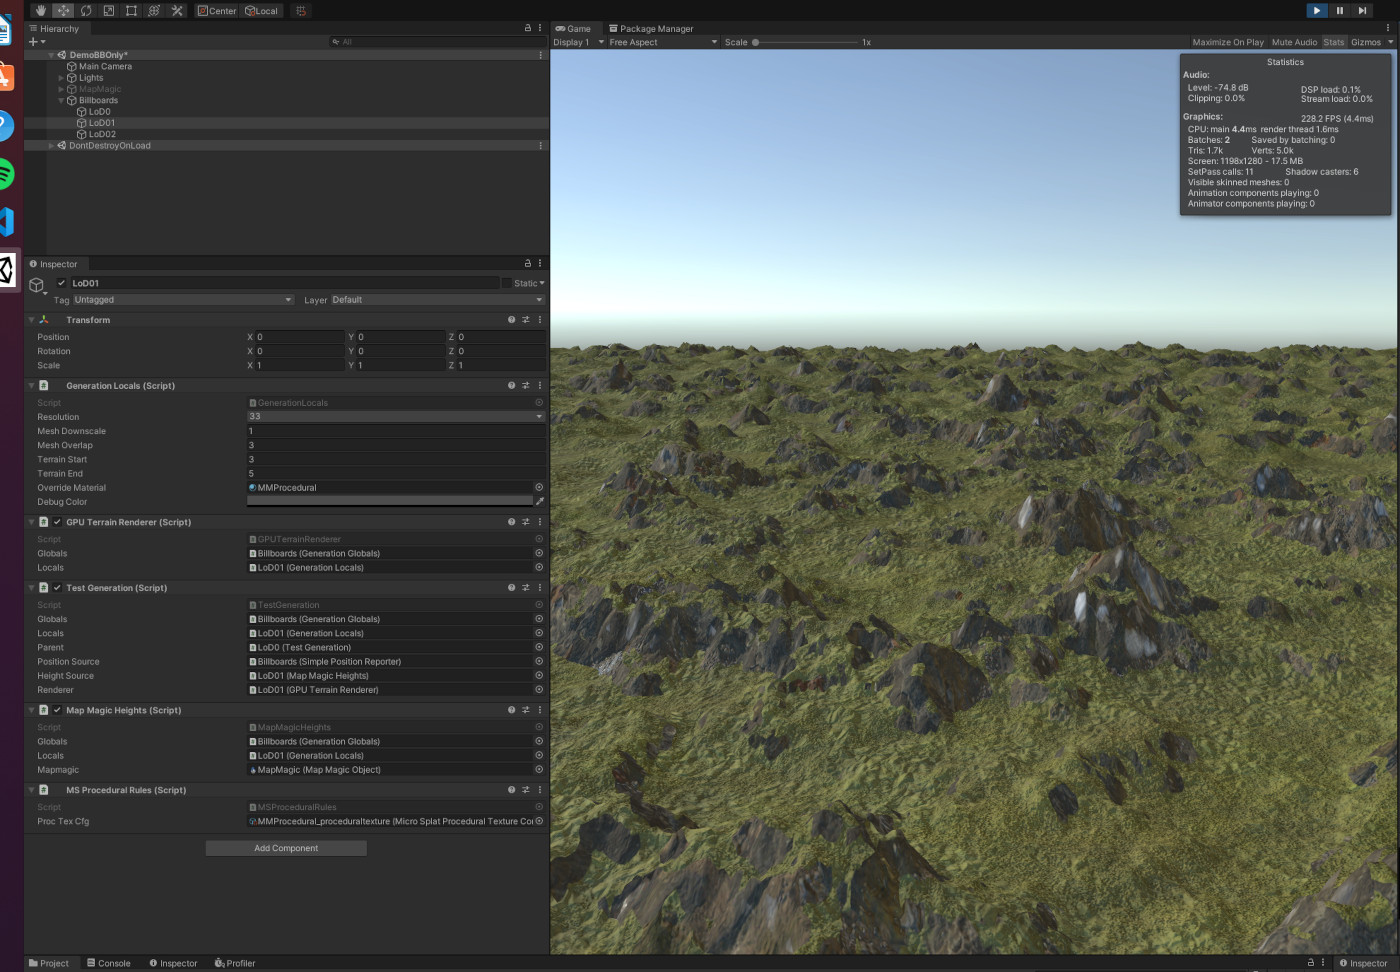 Center Local
Hierarchy
All
DemoBBOnly*
Main Camera
Lights
MapMagic
Billboards
LoD0
LoD01
LoD02
DontDestroyOnLoad
Inspector
LoD01 Static
Tag Untagged Layer Default
Transform
Position X 0 Y 0 Z 0
Rotation X 0 Y 0 Z 0
Scale X 1 Y 1 Z 1
Generation Locals (Script)
Script GenerationLocals
Resolution 33
Mesh Downscale 1
Mesh Overlap 3
Terrain Start 3
Terrain End 5
Override Material MMProcedural
Debug Color
GPU Terrain Renderer (Script)
Script GPUTerrainRenderer
Globals Billboards (Generation Globals)
Locals LoD01 (Generation Locals)
Test Generation (Script)
Script TestGeneration
Globals Billboards (Generation Globals)
Locals LoD01 (Generation Locals)
Parent LoD0 (Test Generation)
Position Source Billboards (Simple Position Reporter)
Height Source LoD01 (Map Magic Heights)
Renderer LoD01 (GPU Terrain Renderer)
Map Magic Heights (Script)
Script MapMagicHeights
Globals Billboards (Generation Globals)
Locals LoD01 (Generation Locals)
Mapmagic MapMagic (Map Magic Object)
MS Procedural Rules (Script)
Script MSProceduralRules
Proc Tex Cfg MMProcedural_proceduraltexture (Micro Splat Procedural Texture Co
Add Component
Project Console Inspector Profiler
Game Package Manager
Display 1 Free Aspect Scale 1x Maximize On Play Mute Audio Stats Gizmos
Statistics
Audio:
Level: -74.8 dB DSP load: 0.1%
Clipping: 0.0% Stream load: 0.0%
Graphics: 228.2 FPS (4.4ms)
CPU: main 4.4ms render thread 1.6ms
Batches: 2 Saved by batching: 0
Tris: 1.7k Verts: 5.0k
Screen: 1198x1280 - 17.5 MB
SetPass calls: 11 Shadow casters: 6
Visible skinned meshes: 0
Animation components playing: 0
Animator components playing: 0
Inspector